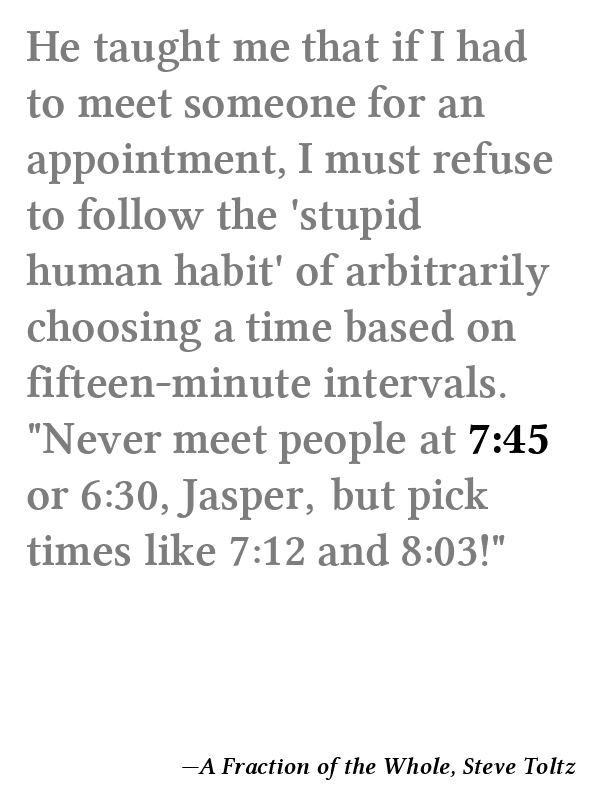 He taught me that if I had
to meet someone for an
appointment, I must refuse
to follow the 'stupid
human habit' of arbitrarily
choosing a time based on
fifteen-minute intervals.
"Never meet people at 7:45
or 6:30, Jasper, but pick
times like 7:12 and 8:03!"
—A Fraction of the Whole, Steve Toltz